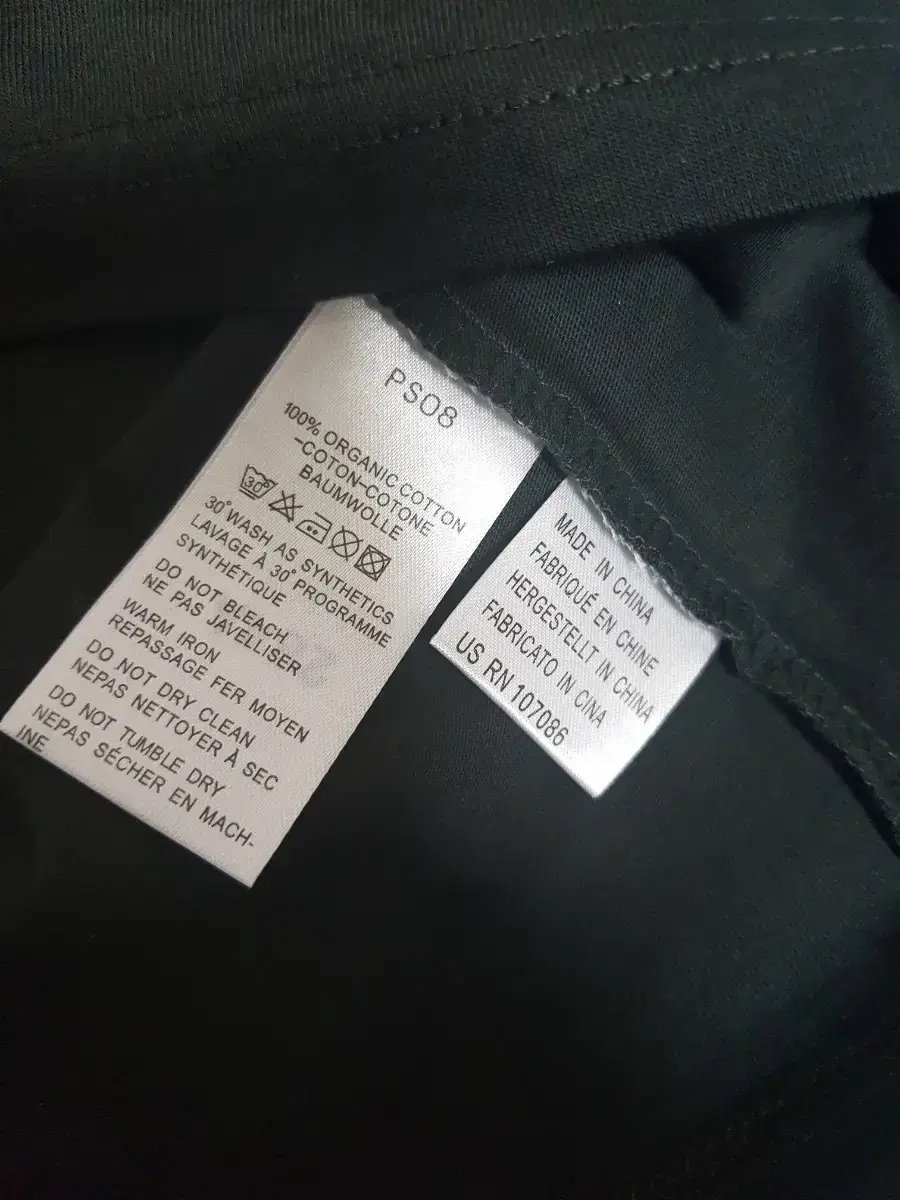 PS08
100% ORGANIC COTTON
-COTON-COTONE
BAUMWOLLE
30°
30°WASH AS SYNTHETICS
LAVAGE À 30° PROGRAMME
SYNTHÉTIQUE
DO NOT BLEACH
NE PAS JAVELLISER
WARM IRON
REPASSAGE FER MOYEN
DO NOT DRY CLEAN
NEPAS NETTOYER À SEC
DO NOT TUMBLE DRY
NEPAS SÉCHER EN MACH-
INE
MADE IN CHINA
FABRIQUÉ EN CHINE
HERGESTELLT IN CHINA
FABRICATO IN CINA
US RN 107086